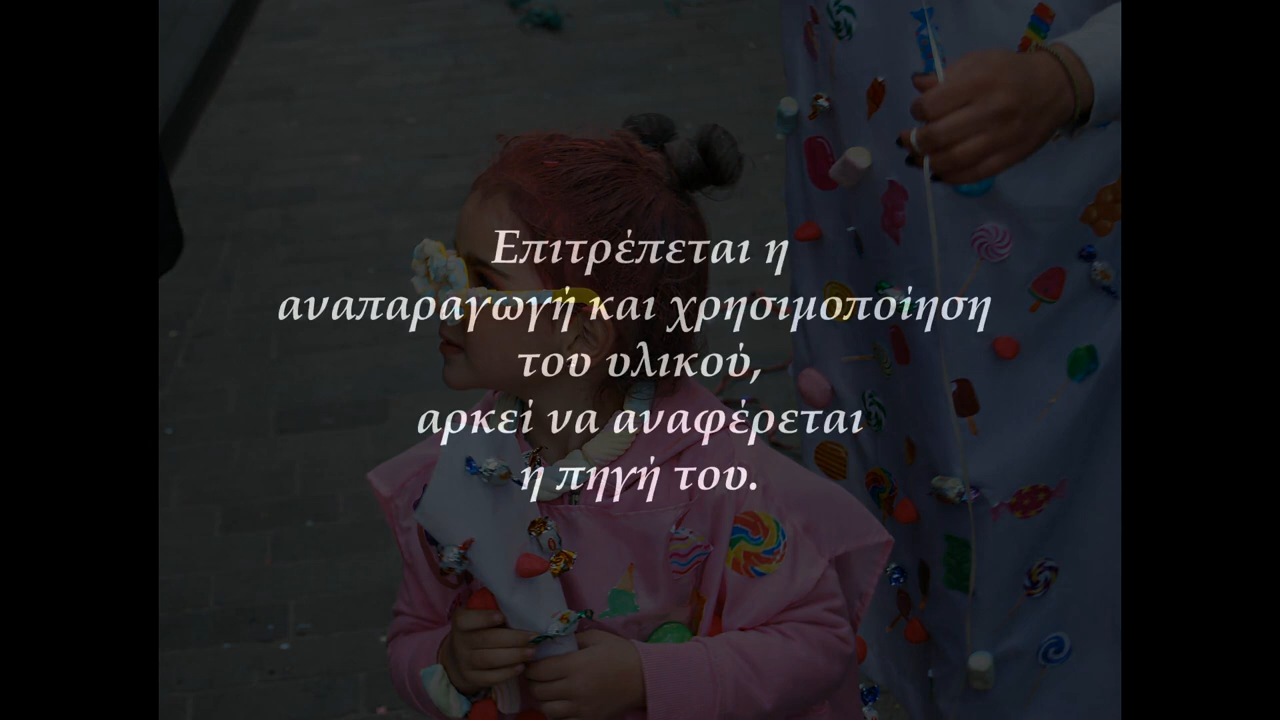 Επιτρέπεται η
αναπαραγωγή και χρησιμοποίηση
του υλικού,
αρκεί να αναφέρεται
η πηγή του.